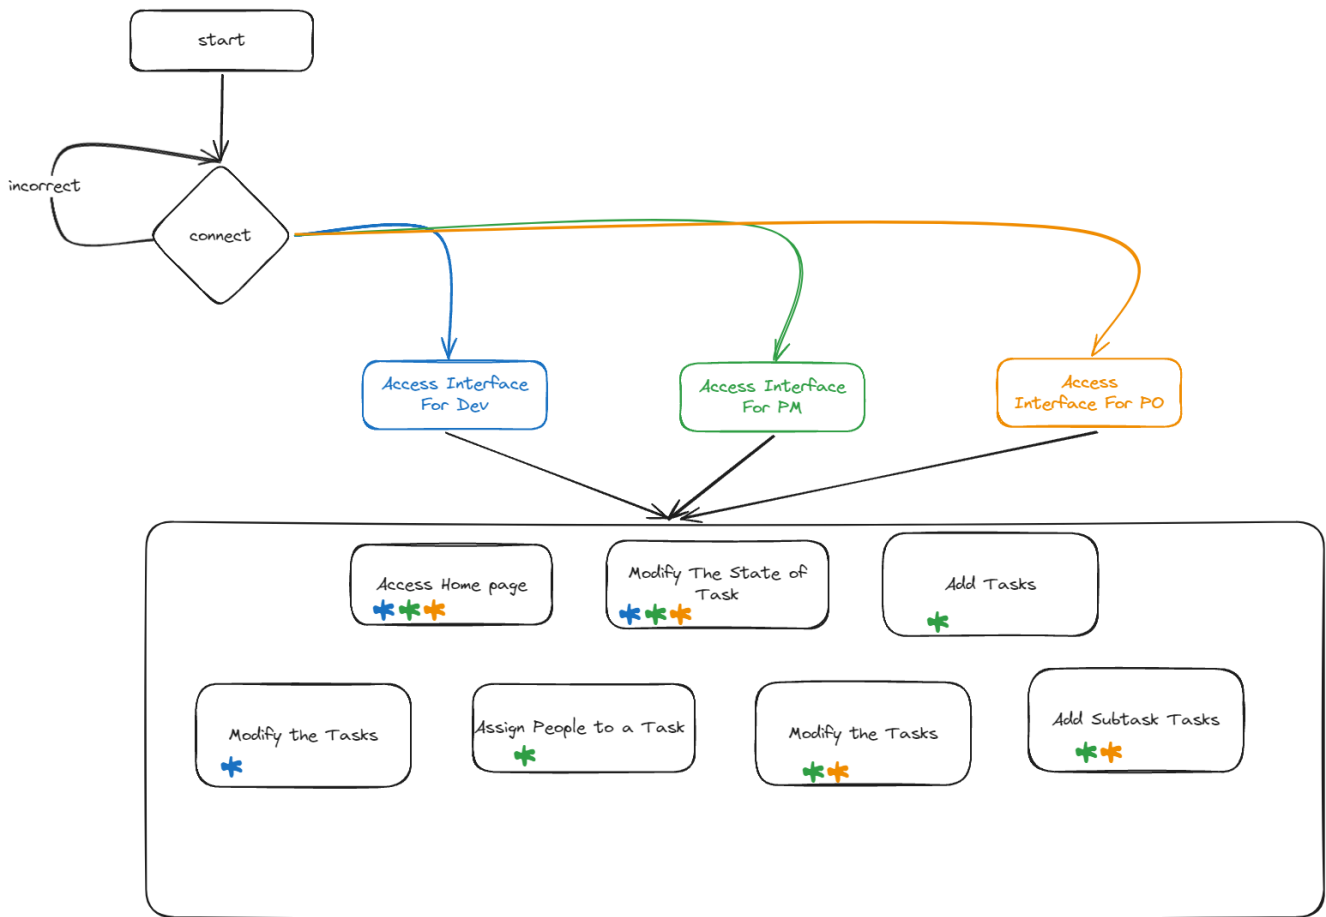 start
incorrect
connect
Access Interface
For Dev
Access Interface
For PM
Access
Interface For PO
Access Home page
Modify The State of
Task
Add Tasks
Modify the Tasks
Assign People to a Task
Modify the Tasks
Add Subtask Tasks